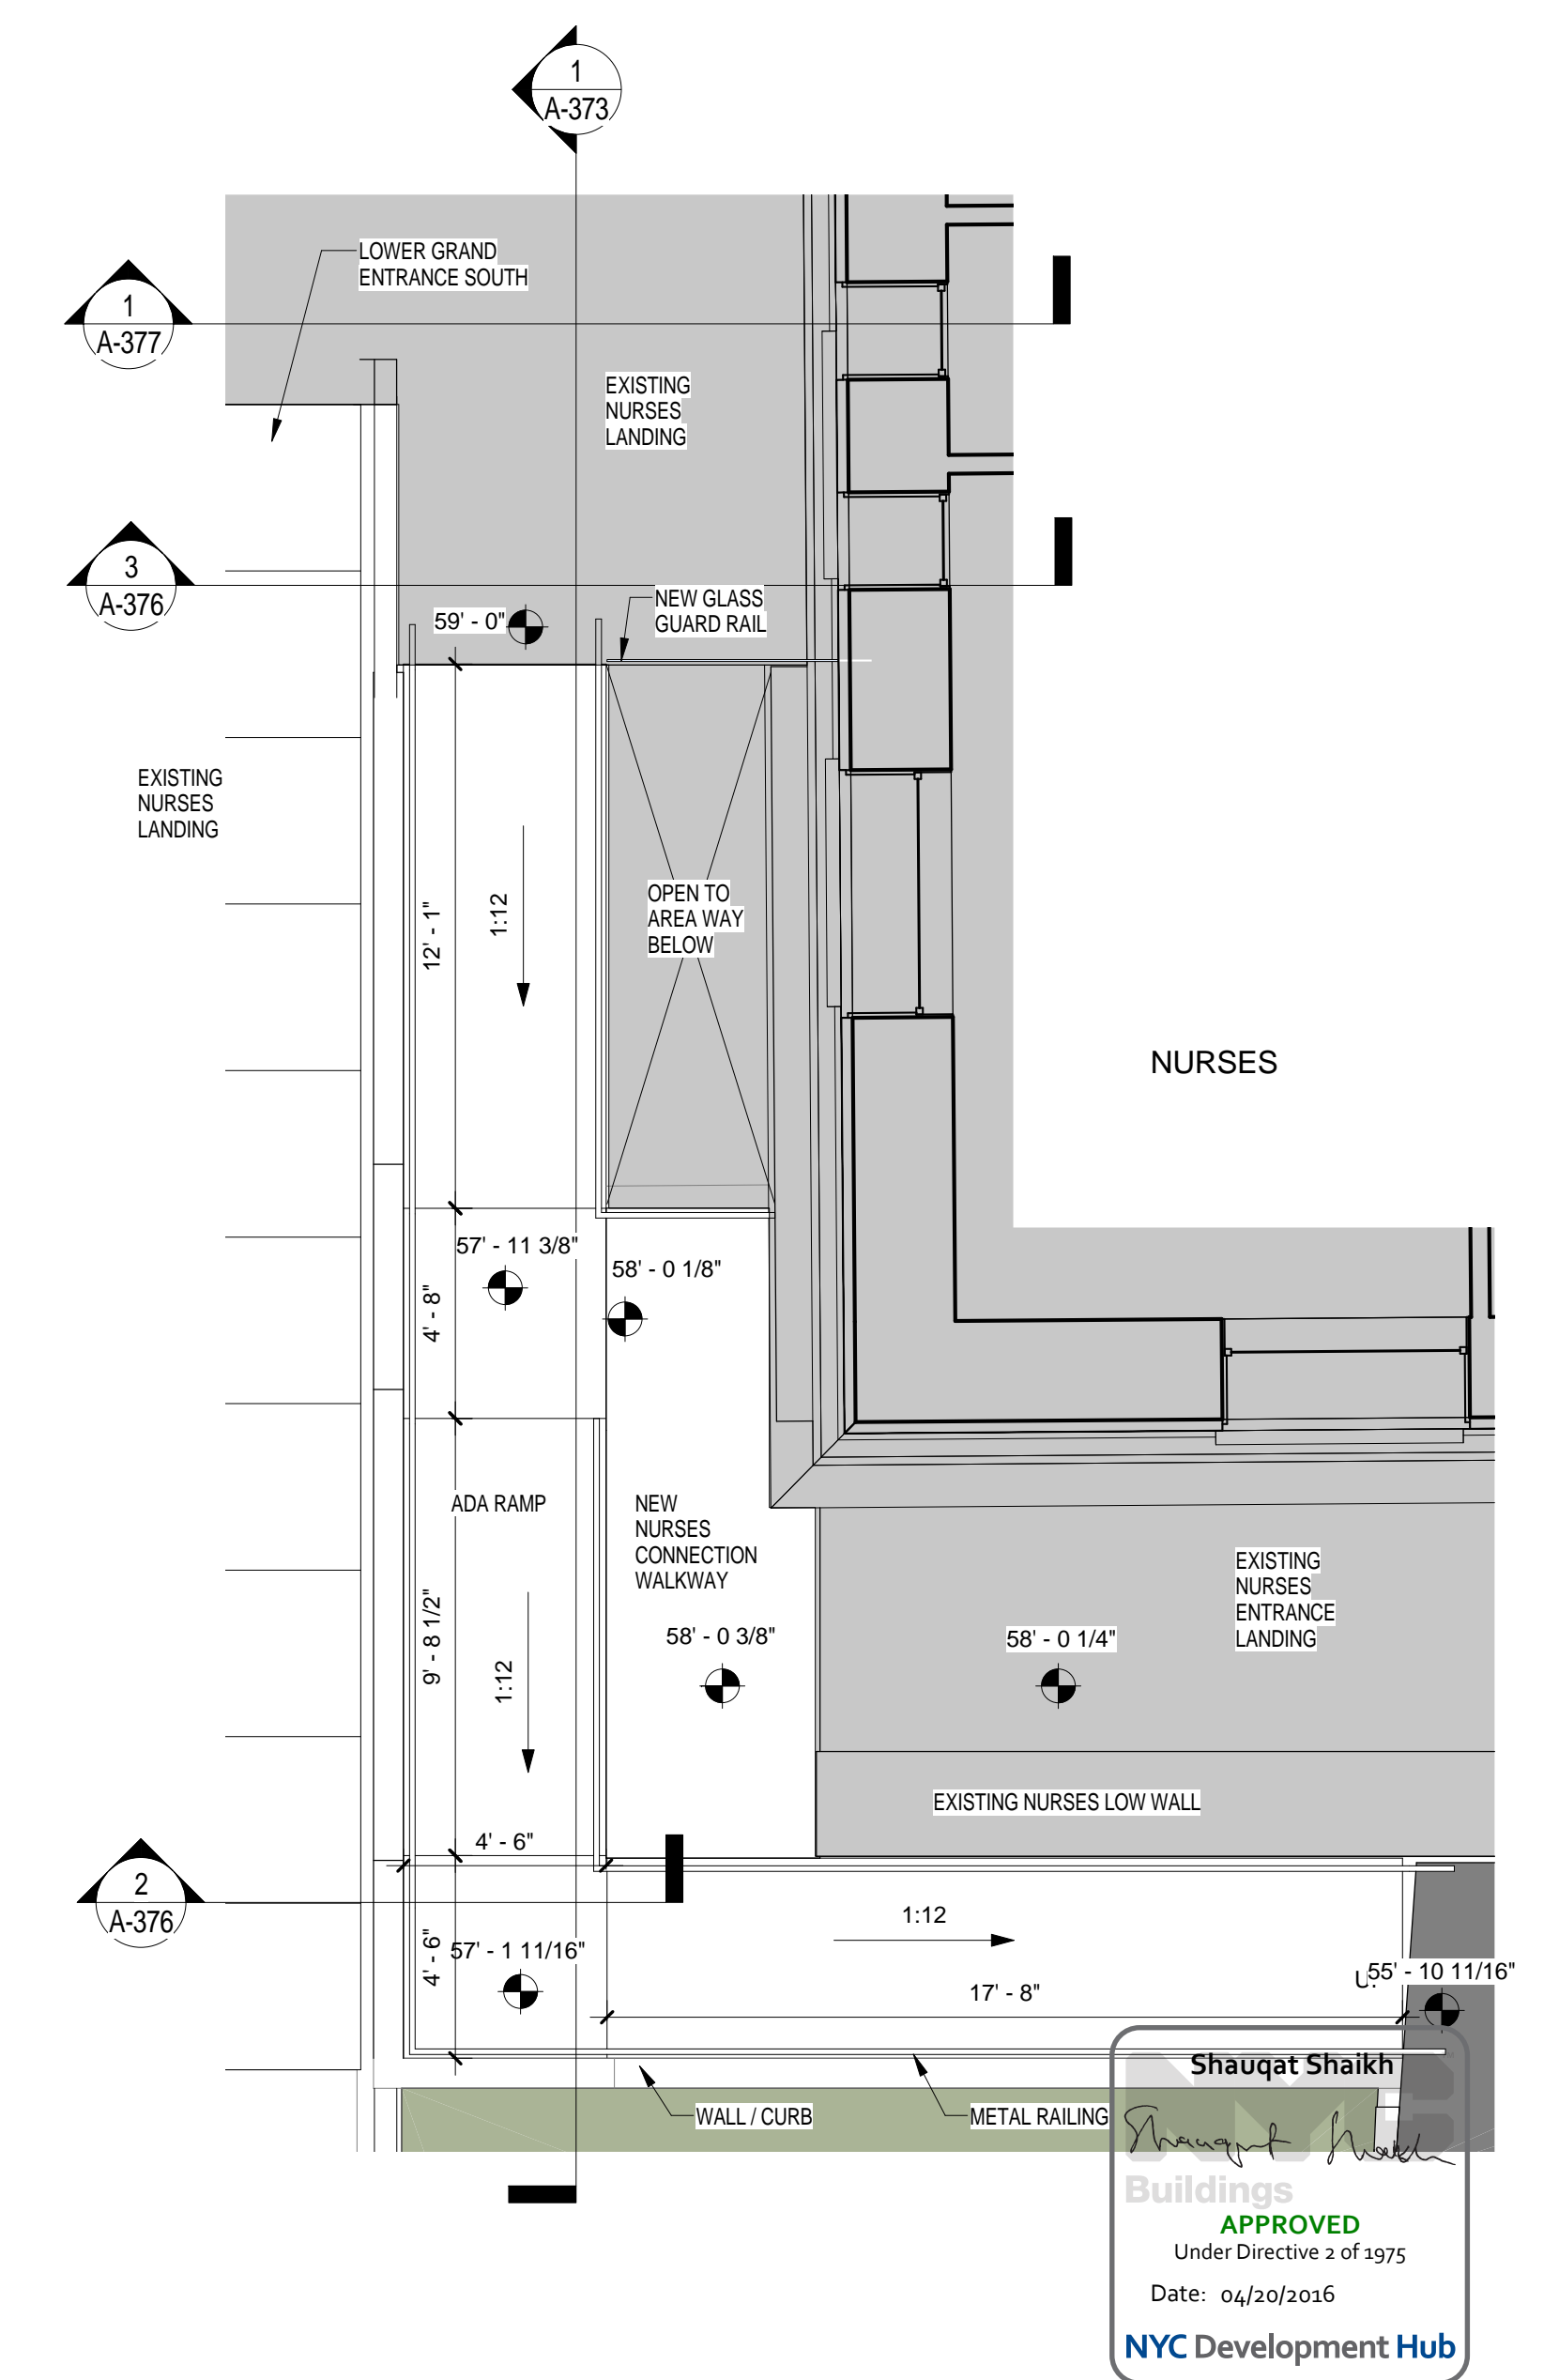 1
A-373
LOWER GRAND
ENTRANCE SOUTH
1
A-377
EXISTING
NURSES
LANDING
3
A-376
NEW GLASS
GUARD RAIL
59' - 0"
EXISTING
NURSES
LANDING
12' - 1"
1:12
OPEN TO
AREA WAY
BELOW
NURSES
57' - 11 3/8"
58' - 0 1/8"
4' - 8"
ADA RAMP
NEW
NURSES
CONNECTION
WALKWAY
EXISTING
NURSES
ENTRANCE
LANDING
9' - 8 1/2"
1:12
58' - 0 3/8"
58' - 0 1/4"
EXISTING NURSES LOW WALL
4' - 6"
2
A-376
1:12
4' - 6"
57' - 1 11/16"
55' - 10 11/16"
17' - 8"
WALL / CURB
METAL RAILING
Shauqat Shaikh
Shauqat Shaikh
NYC
Buildings
APPROVED
Under Directive 2 of 1975
Date: 04/20/2016
NYC Development Hub